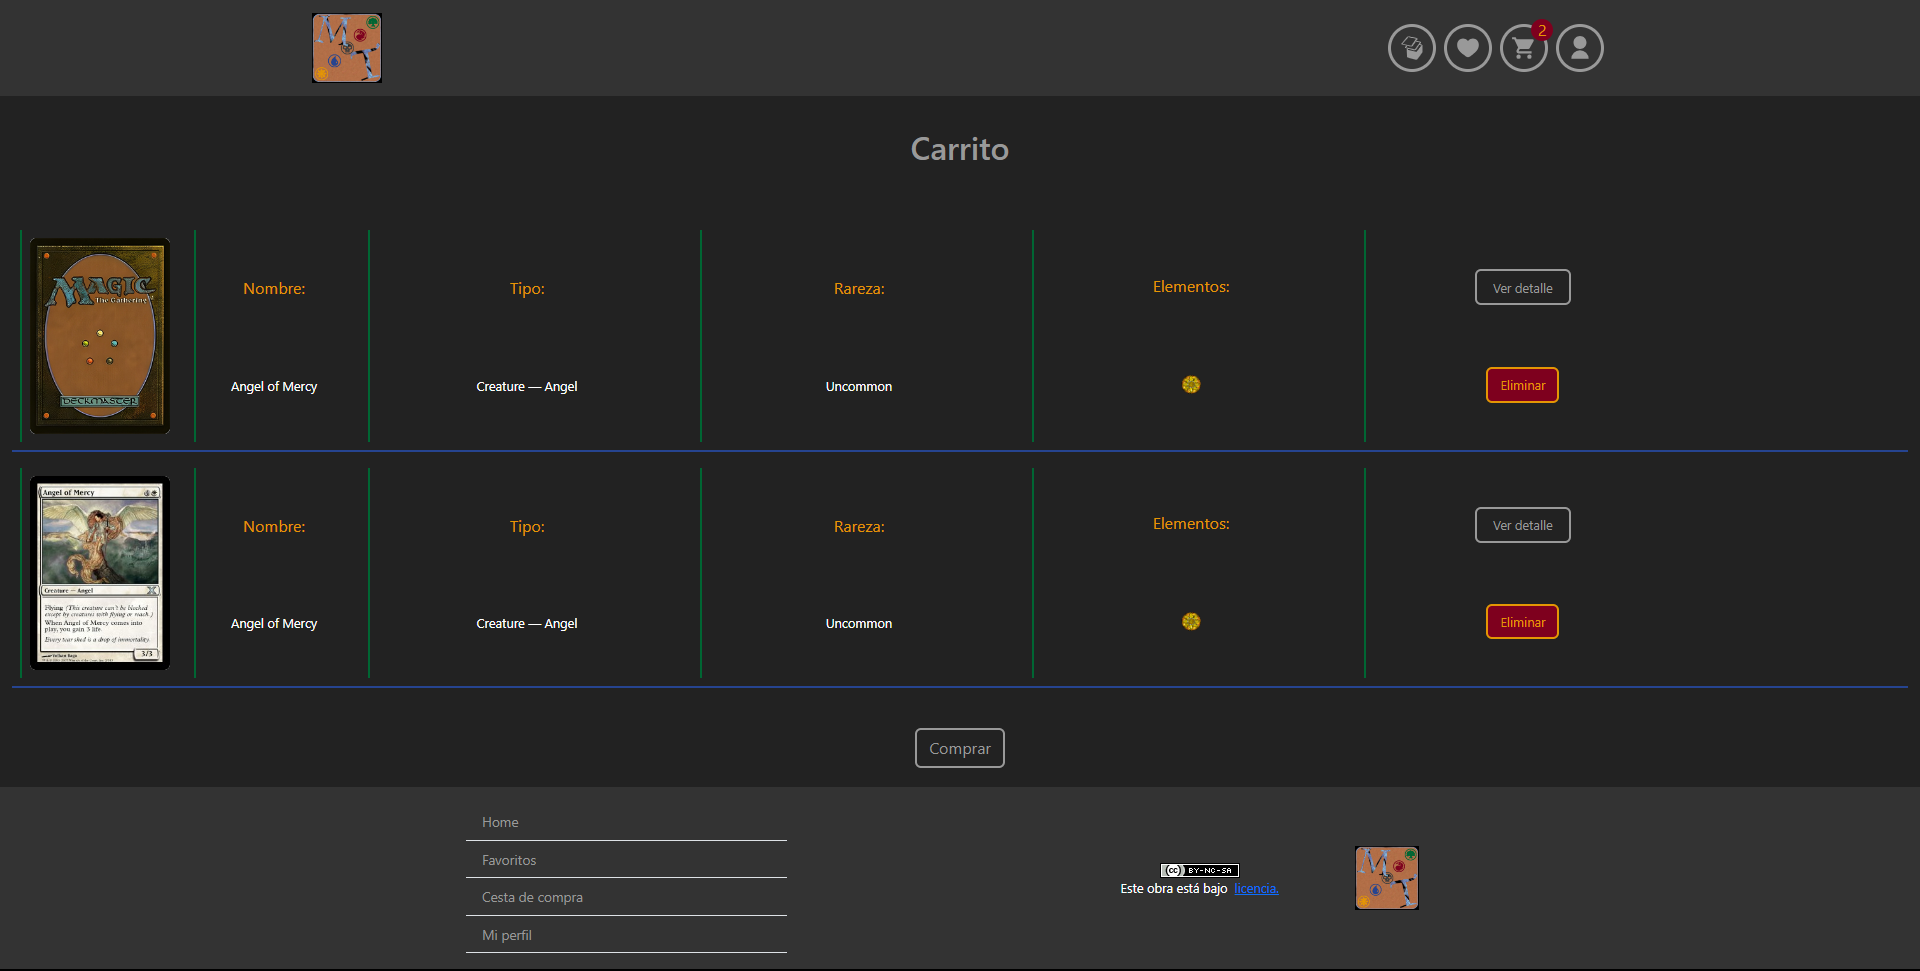 2
Carrito
MAGIC
The Gathering
DECKMASTER
Nombre:
Tipo:
Rareza:
Elementos:
Ver detalle
Angel of Mercy
Creature — Angel
Uncommon
Eliminar
Angel of Mercy
Creature — Angel
Flying (This creature can't be blocked
except by creatures with flying or reach.)
When Angel of Mercy comes into
play, you gain 3 life.
Every tear shed is a drop of immortality.
3/3
Nombre:
Tipo:
Rareza:
Elementos:
Ver detalle
Angel of Mercy
Creature — Angel
Uncommon
Eliminar
Comprar
Home
Favoritos
Cesta de compra
Mi perfil
cc BY-NC-SA
Este obra está bajo licencia.